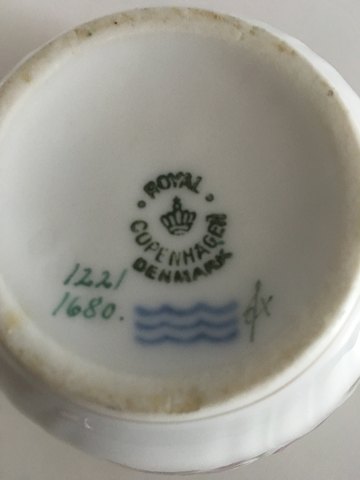 ROYAL
COPENHAGEN
DENMARK
1221
1680.